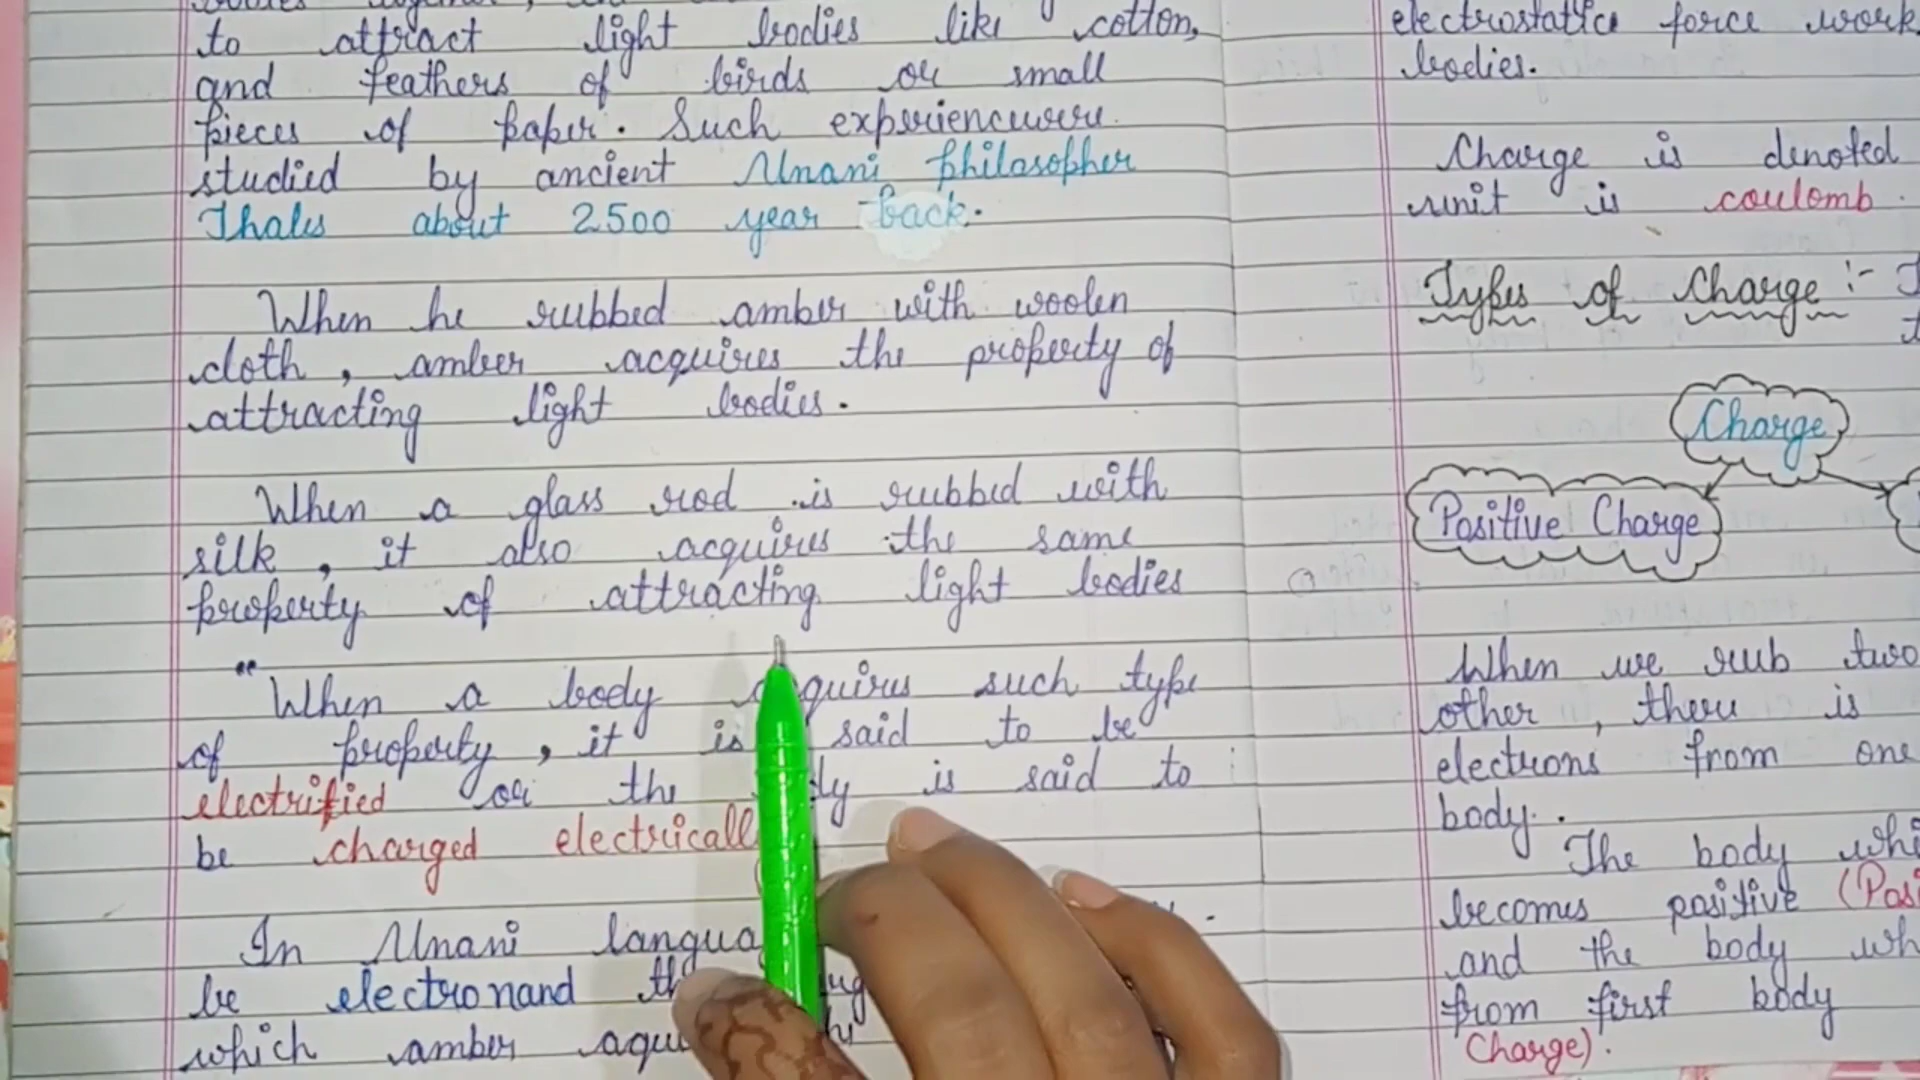 to attract light bodies like cotton,
and feathers of birds or small
pieces of paper. Such experiencewere.
studied by ancient Unani philosopher
Thales about 2500 year back.
When he rubbed amber with woolen
cloth, amber acquires the property of
attracting light bodies.
When a glass rod is rubbed with
silk, it also acquires the same
property of attracting light bodies
"When a body acquires such type
of property, it is said to be
electrified or the is said to
be charged electrically
In Unani
be electronand
which amber
electrostatice force work
bodies.
Charge is denoted
unit is coulomb.
Types of Charge :-
Charge
Positive Charge
When we rub two
other, there is
electrons from one
body.
The body
becomes positive
and the body
from first body
Charge).